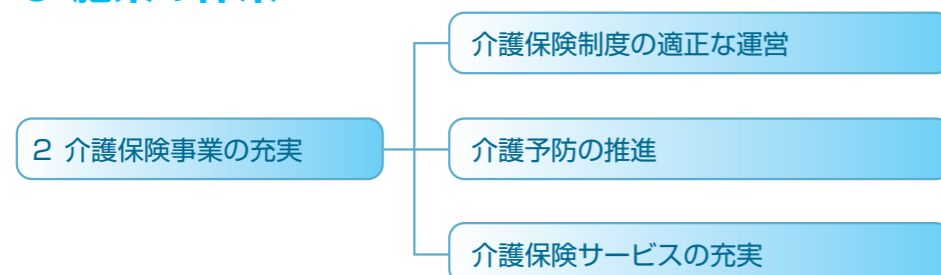 2 介護保険事業の充実
介護保険制度の適正な運営
介護予防の推進
介護保険サービスの充実